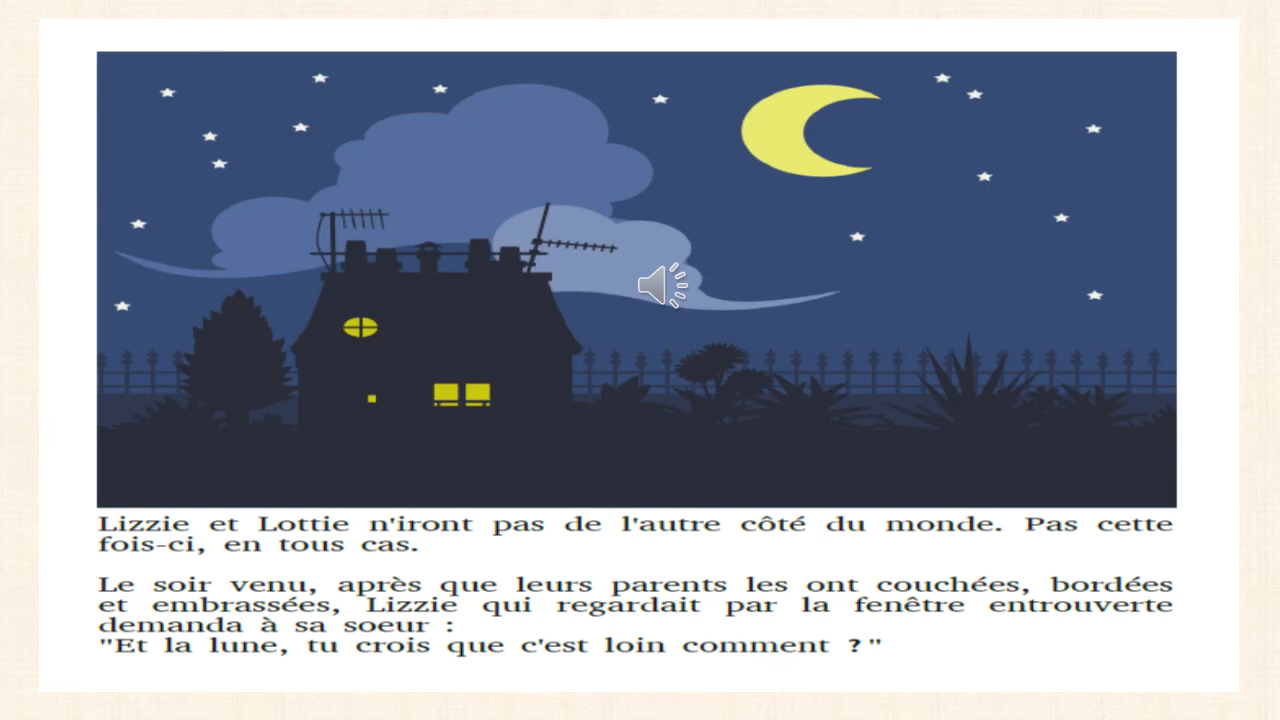 Lizzie et Lottie n'iront pas de l'autre côté du monde. Pas cette
fois-ci, en tous cas.
Le soir venu, après que leurs parents les ont couchées, bordées
et embrassées, Lizzie qui regardait par la fenêtre entrouverte
demanda à sa soeur :
"Et la lune, tu crois que c'est loin comment ? "